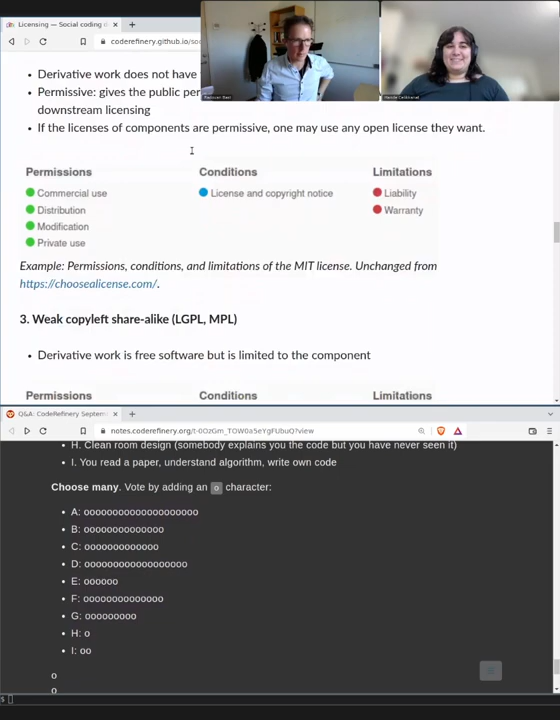 Licensing — Social coding
coderefinery.github.io/soc
Derivative work does not have
Permissive: gives the public per
downstream licensing
If the licenses of components are permissive, one may use any open license they want.
Permissions Conditions Limitations
Commercial use License and copyright notice Liability
Distribution Warranty
Modification
Private use
Example: Permissions, conditions, and limitations of the MIT license. Unchanged from
https://choosealicense.com/.
3. Weak copyleft share-alike (LGPL, MPL)
Derivative work is free software but is limited to the component
Permissions Conditions Limitations
Q&A: CodeRefinery Septem
notes.coderefinery.org/t-0OzGm_TOW0a5eYgFUbuQ?view
H. Clean room design (somebody explains you the code but you have never seen it)
I. You read a paper, understand algorithm, write own code
Choose many. Vote by adding an o character:
A: oooooooooooooooooooo
B: oooooooooooooo
C: ooooooooooooo
D: oooooooooooooooooo
E: oooooo
F: oooooooooooooo
G: ooooooooo
H: o
I: oo
o
o
$